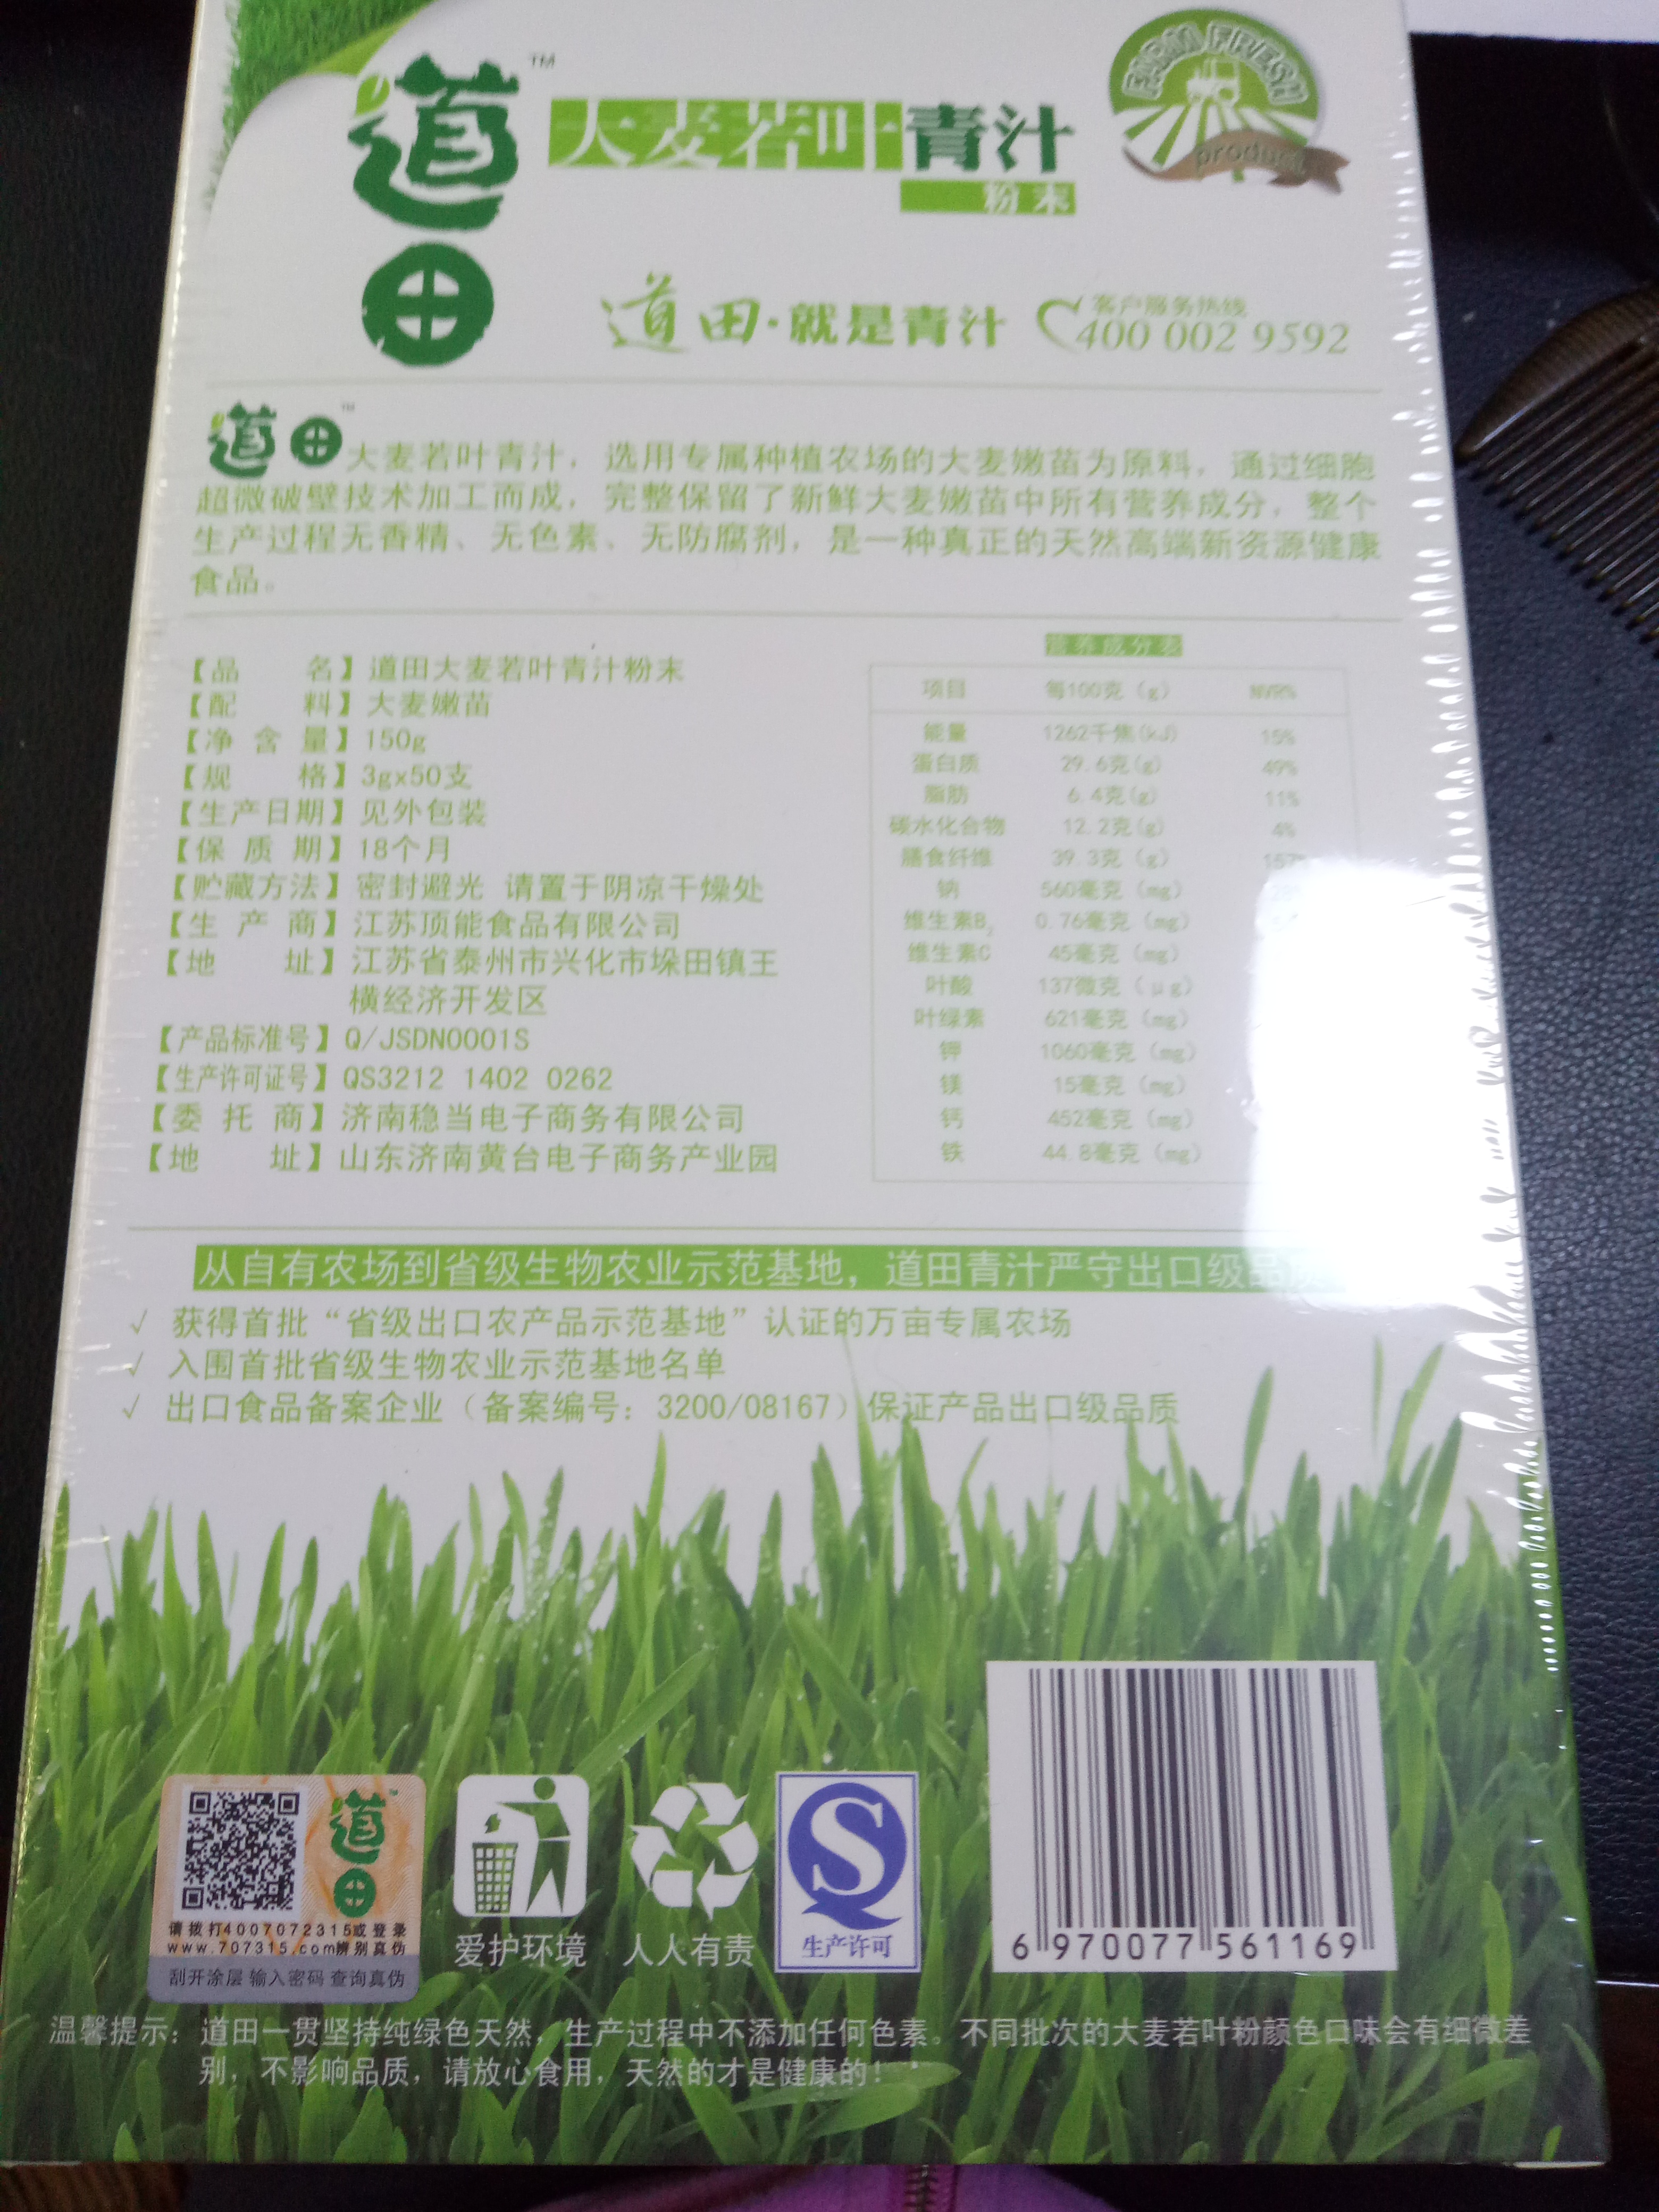 道田™
大麦若叶青汁
粉末
FARM FRESH
product
道田·就是青汁
客户服务热线
400 002 9592
道田™大麦若叶青汁，选用专属种植农场的大麦嫩苗为原料，通过细胞
超微破壁技术加工而成，完整保留了新鲜大麦嫩苗中所有营养成分，整个
生产过程无香精、无色素、无防腐剂，是一种真正的天然高端新资源健康
食品。
【品 名】道田大麦若叶青汁粉末
【配 料】大麦嫩苗
【净含量】150g
【规 格】3gx50支
【生产日期】见外包装
【保质期】18个月
【贮藏方法】密封避光 请置于阴凉干燥处
【生产商】江苏顶能食品有限公司
【地 址】江苏省泰州市兴化市垛田镇王
横经济开发区
【产品标准号】Q/JSDN0001S
【生产许可证号】QS3212 1402 0262
【委托商】济南稳当电子商务有限公司
【地 址】山东济南黄台电子商务产业园
营养成分表
项目 每100克（g） NVR%
能量 1262千焦(kJ) 15%
蛋白质 29.6克(g) 49%
脂肪 6.4克(g) 11%
碳水化合物 12.2克(g) 4%
膳食纤维 39.3克（g） 157%
钠 560毫克（mg）
维生素B₂ 0.76毫克（mg）
维生素C 45毫克（mg）
叶酸 137微克（μg）
叶绿素 621毫克（mg）
钾 1060毫克（mg）
镁 15毫克（mg）
钙 452毫克（mg）
铁 44.8毫克（mg）
从自有农场到省级生物农业示范基地，道田青汁严守出口级品质
√ 获得首批“省级出口农产品示范基地”认证的万亩专属农场
√ 入围首批省级生物农业示范基地名单
√ 出口食品备案企业（备案编号：3200/08167）保证产品出口级品质
道田™
请拨打4007072315或登录
www.707315.com辨别真伪
刮开涂层 输入密码 查询真伪
爱护环境 人人有责
生产许可
6 970077 561169
温馨提示：道田一贯坚持纯绿色天然，生产过程中不添加任何色素。不同批次的大麦若叶粉颜色口味会有细微差
别，不影响品质，请放心食用，天然的才是健康的！